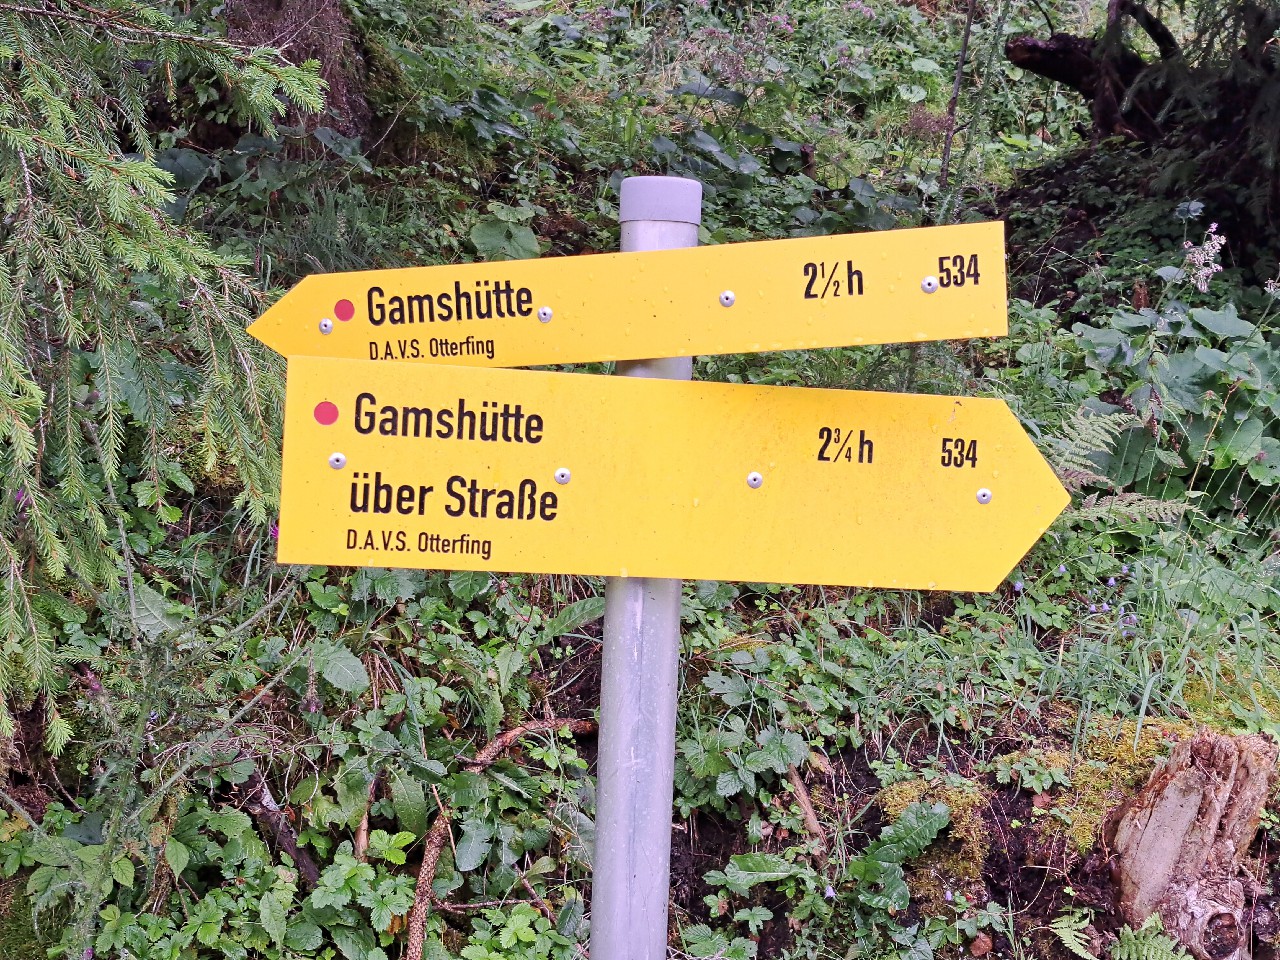 Gamshütte 2½ h 534
D.A.V.S. Otterfing
Gamshütte 2¾ h 534
über Straße
D.A.V.S. Otterfing